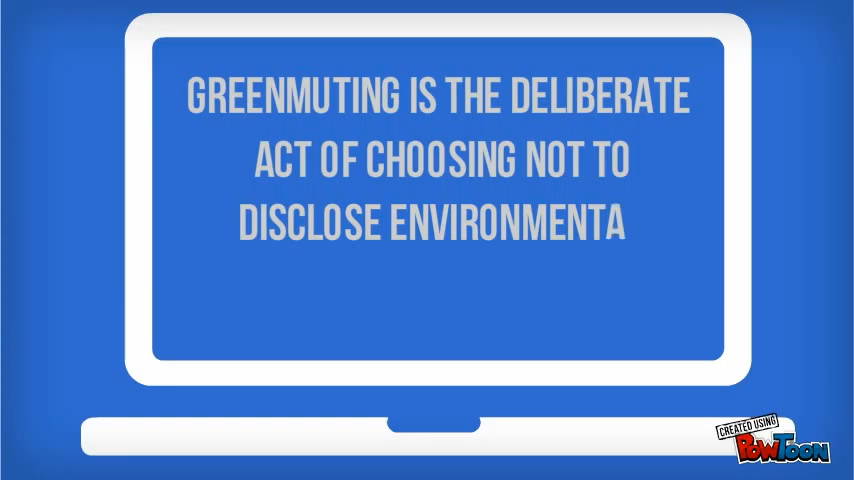 GREENMUTING IS THE DELIBERATE
ACT OF CHOOSING NOT TO
DISCLOSE ENVIRONMENTA
CREATED USING
POWTOON